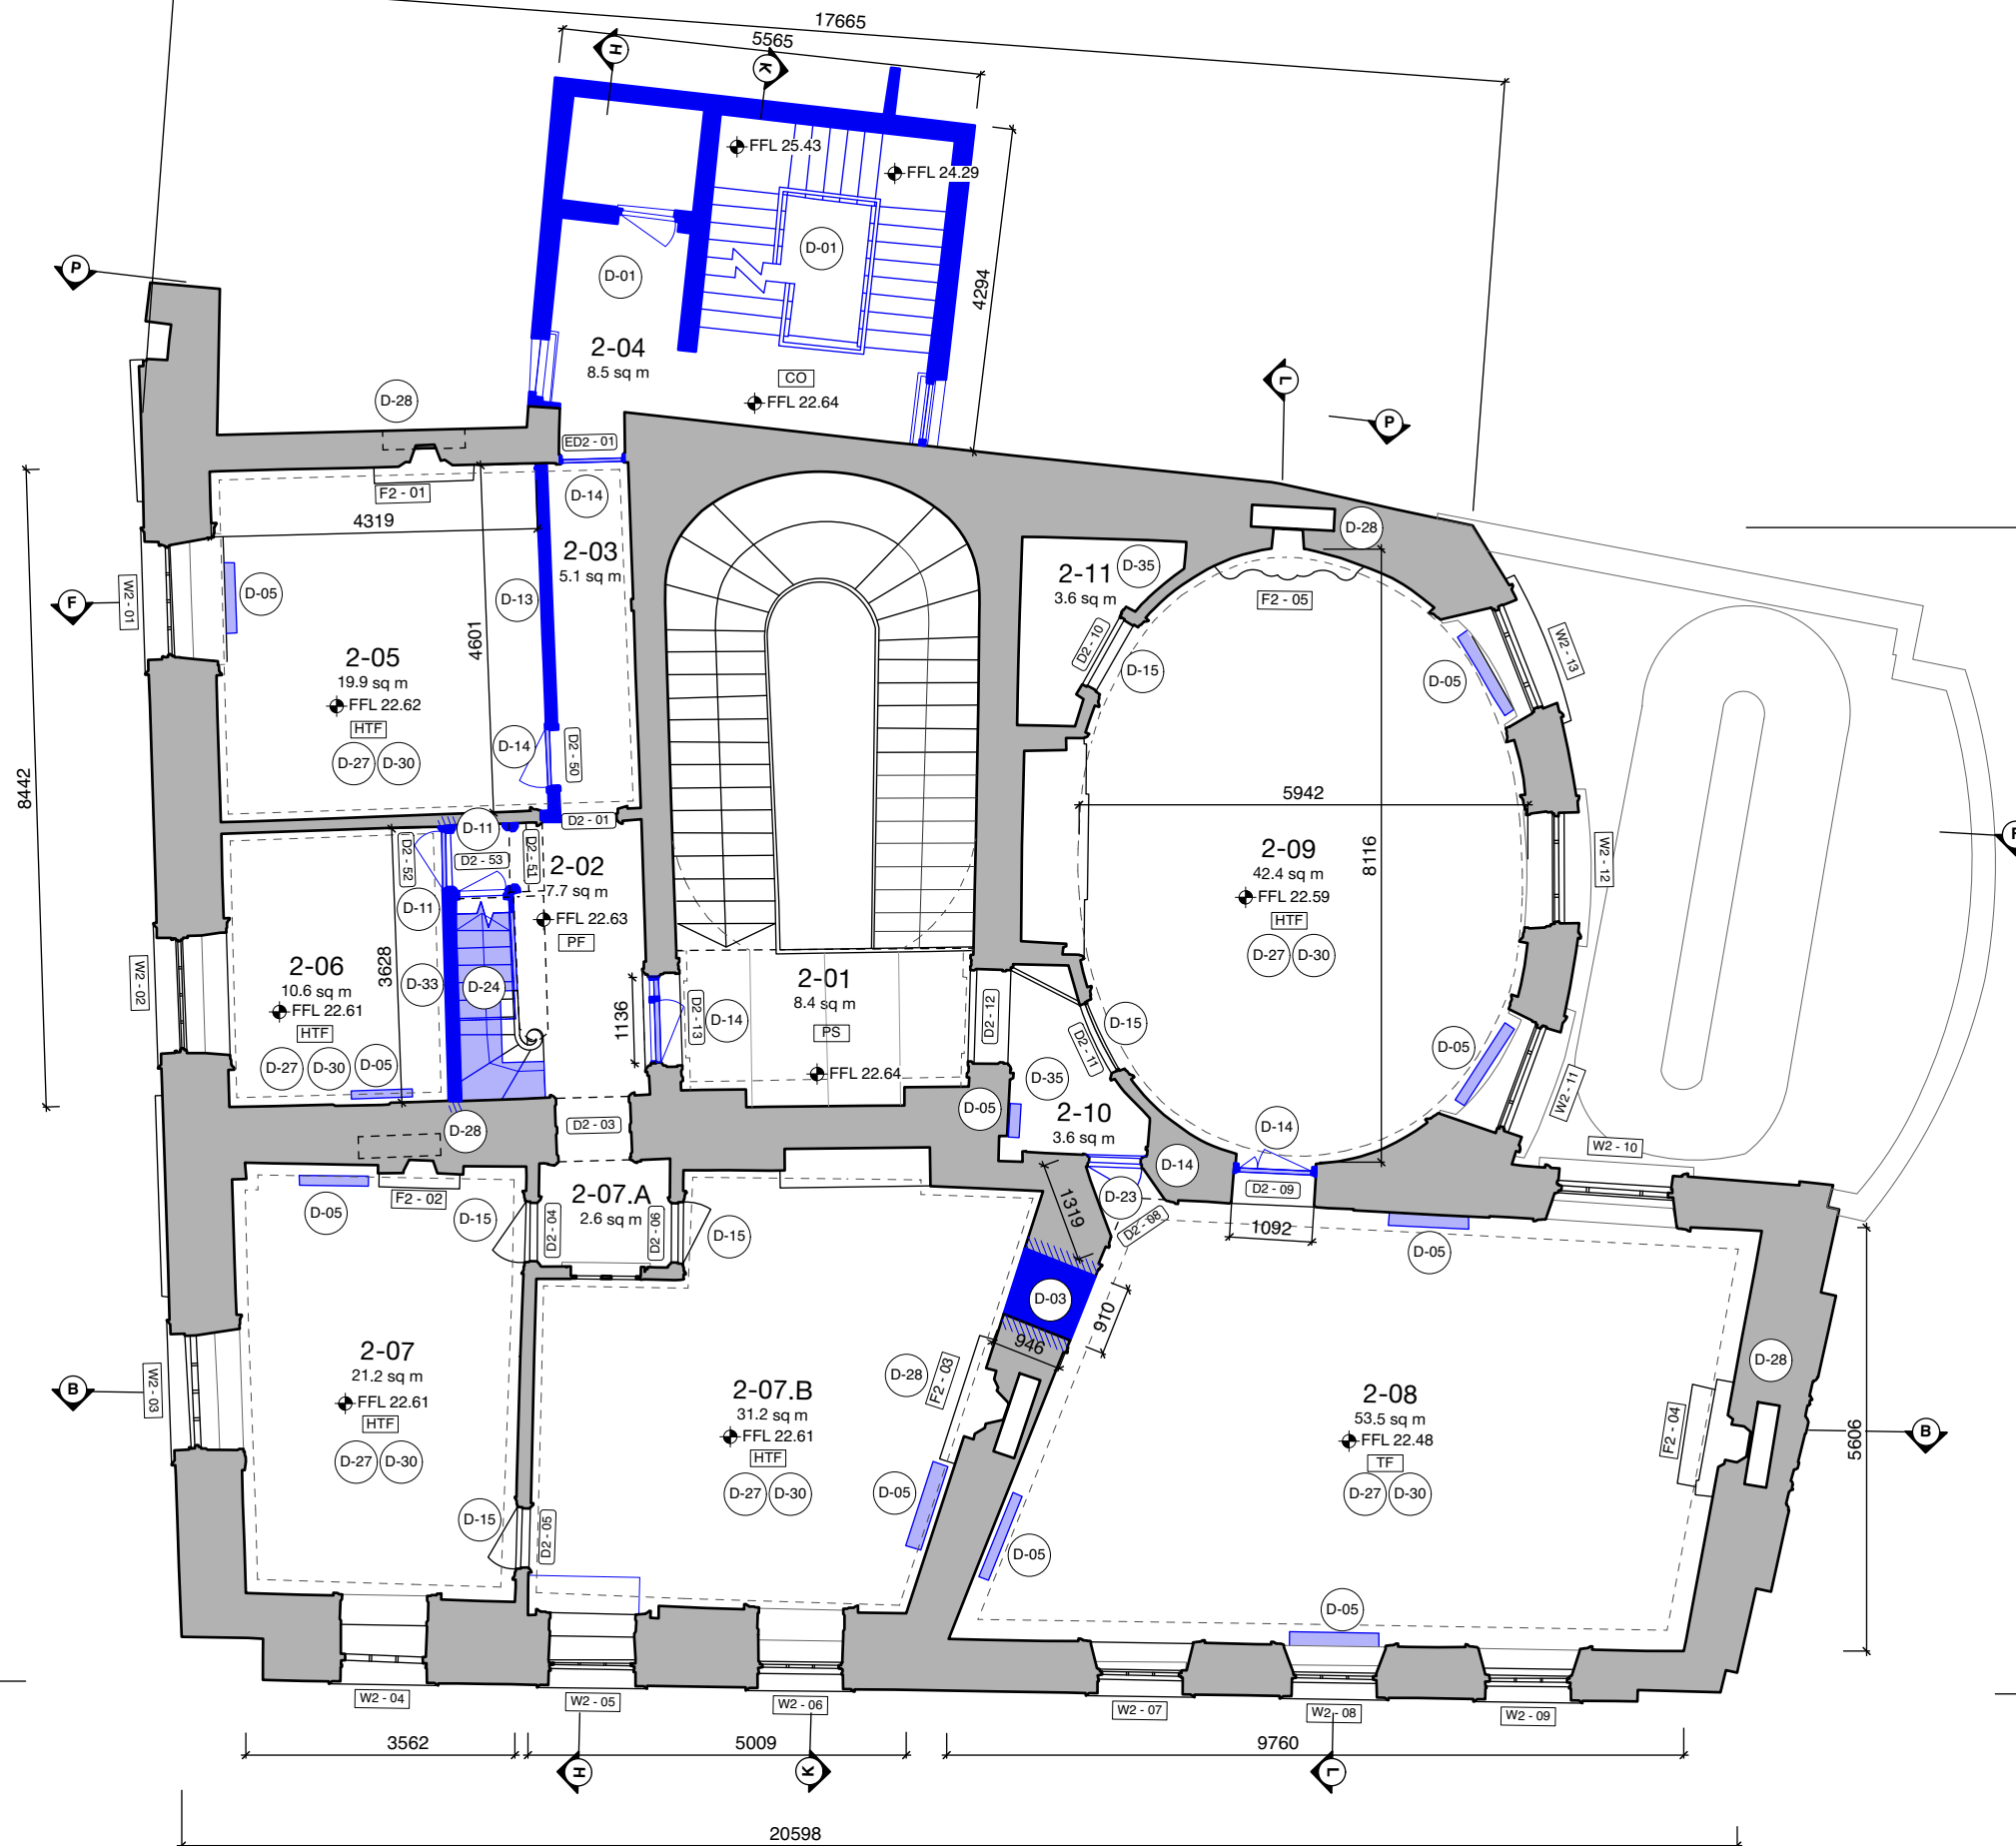 17665
5565
H
K
FFL 25.43
FFL 24.29
D-01
D-01
4294
P
2-04
8.5 sq m
CO
FFL 22.64
L
P
D-28
ED2 - 01
F2 - 01
D-14
D-28
4319
2-03
5.1 sq m
2-11
3.6 sq m
D-35
F2 - 05
W2 - 01
F
D-05
D-13
4601
D2 - 10
D-15
D-05
W2 - 13
2-05
19.9 sq m
FFL 22.62
HTF
D-27
D-30
D-14
D2 - 50
8442
5942
D-11
D2 - 01
D2 - 52
D2 - 53
D2 - 51
2-02
7.7 sq m
FFL 22.63
PF
8116
2-09
42.4 sq m
FFL 22.59
HTF
D-27
D-30
W2 - 12
D-11
W2 - 02
2-06
10.6 sq m
FFL 22.61
HTF
D-27
D-30
D-05
3628
D-33
D-24
1136
D2 - 13
D-14
2-01
8.4 sq m
PS
FFL 22.64
D2 - 12
D2 - 11
D-15
D-05
W2 - 11
D-35
D-05
2-10
3.6 sq m
D-28
D2 - 03
D-14
D-14
W2 - 10
F2 - 02
D-05
D-15
D2 - 04
2-07.A
2.6 sq m
D2 - 06
D-15
1319
D-23
D2 - 08
D2 - 09
1092
D-05
D-03
910
946
2-07
21.2 sq m
FFL 22.61
HTF
D-27
D-30
B
W2 - 03
2-07.B
31.2 sq m
FFL 22.61
HTF
D-27
D-30
D-28
F2 - 03
D-05
2-08
53.5 sq m
FFL 22.48
TF
D-27
D-30
D-28
F2 - 04
B
5606
D-15
D2 - 05
D-05
D-05
W2 - 04
W2 - 05
W2 - 06
W2 - 07
W2 - 08
W2 - 09
3562
5009
9760
H
K
L
20598